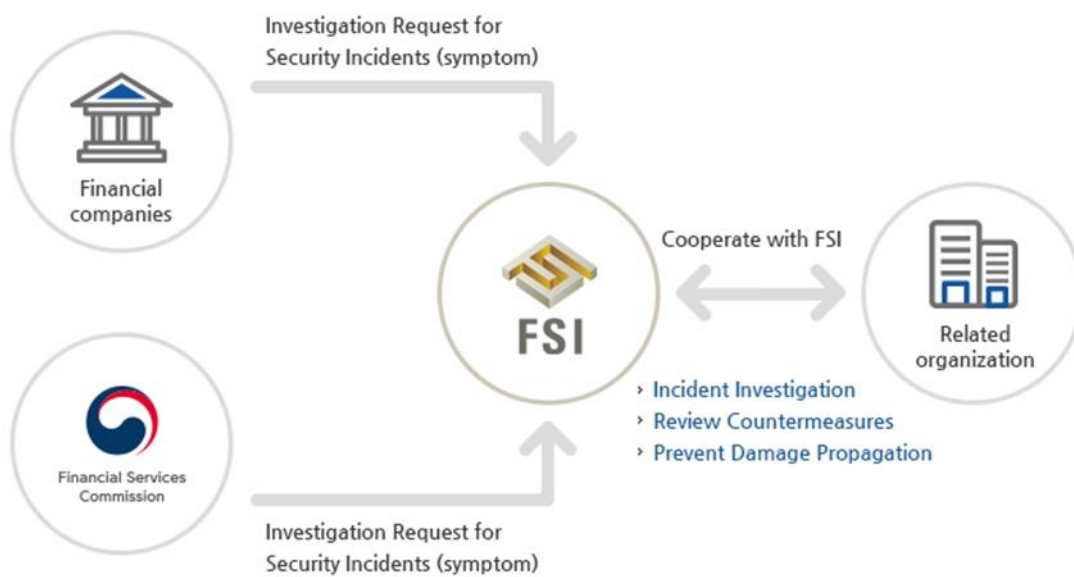 Investigation Request for
Security Incidents (symptom)
Financial
companies
Cooperate with FSI
FSI
Related
organization
› Incident Investigation
› Review Countermeasures
› Prevent Damage Propagation
Financial Services
Commission
Investigation Request for
Security Incidents (symptom)